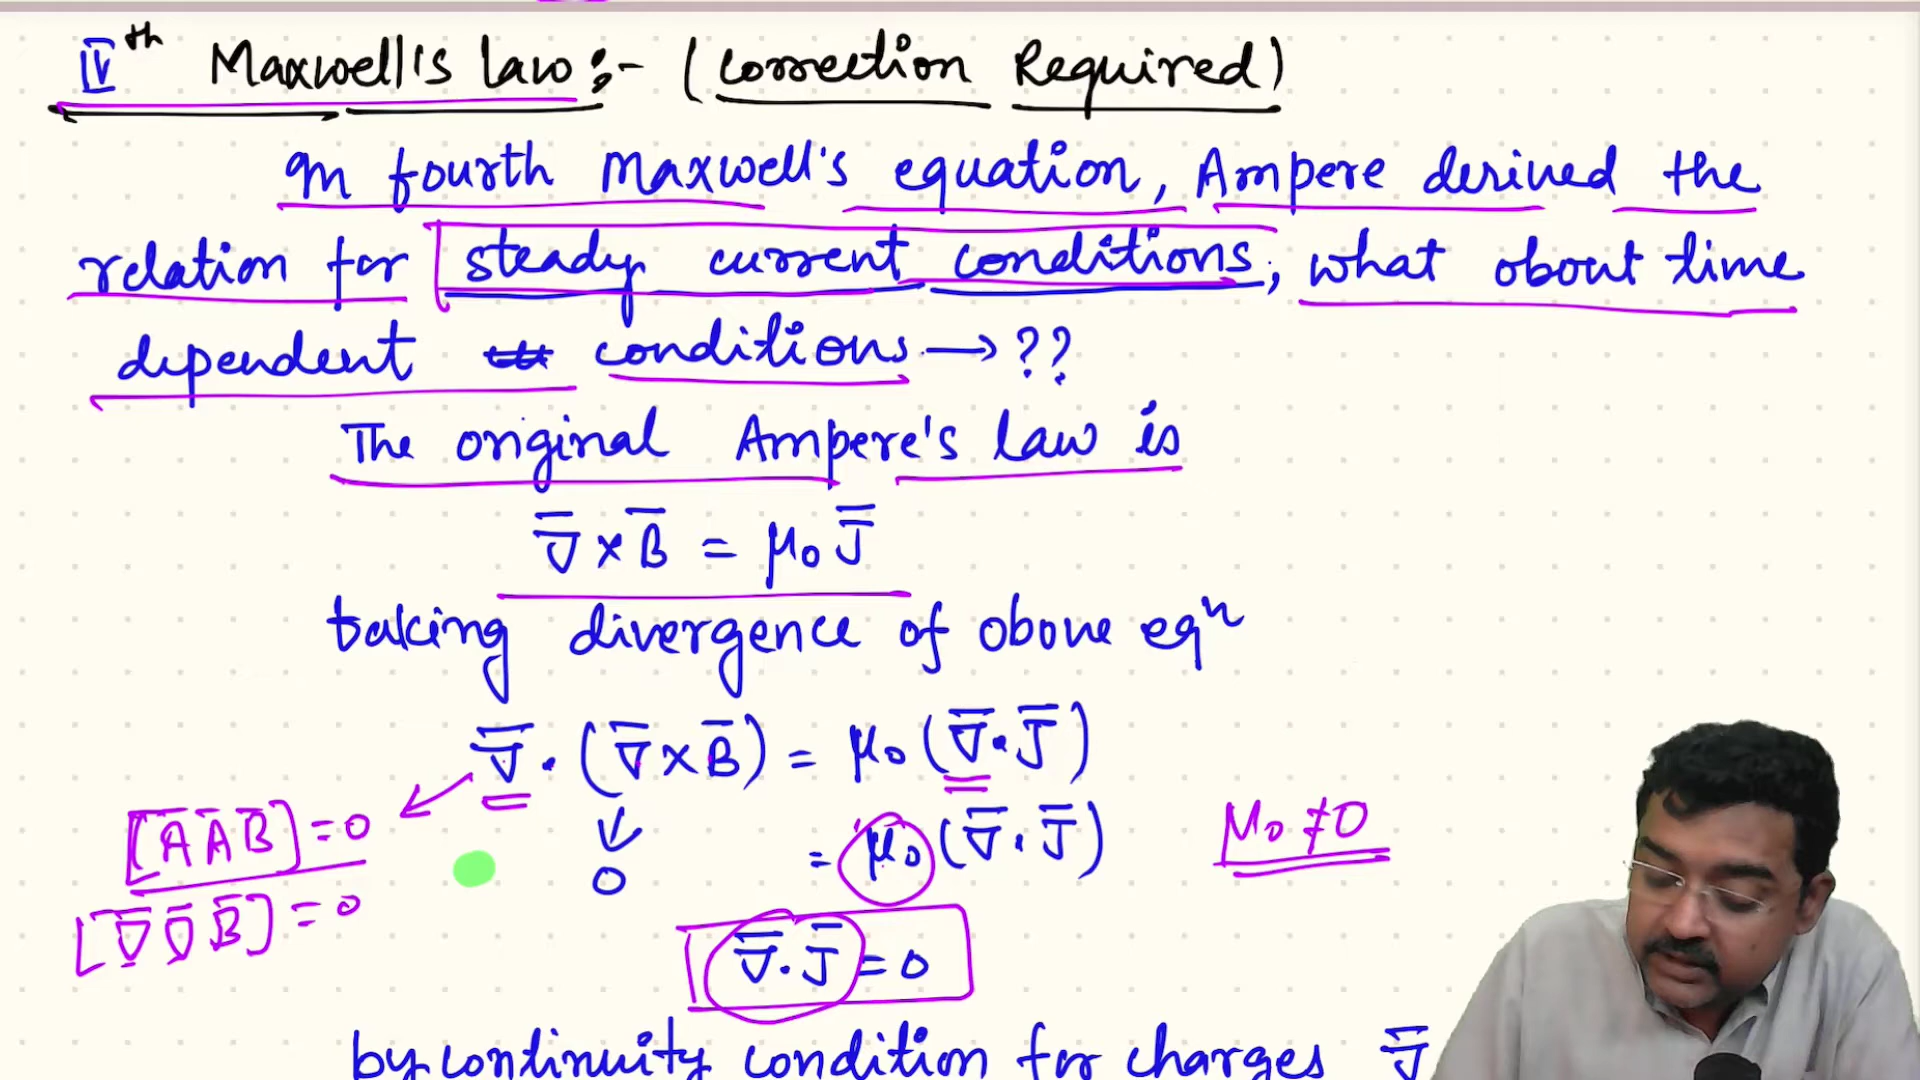 IVth Maxwell's law :- (Correction Required)
In fourth Maxwell's equation, Ampere derived the
relation for steady current conditions, what about time
dependent conditions → ??
The original Ampere's law is
∇̅ × B̅ = μ₀ J̅
taking divergence of above eqⁿ
∇̅ · (∇̅ × B̅) = μ₀ (∇̅ · J̅)
[A̅ A̅ B̅] = 0
↓ = μ₀ (∇̅ · J̅) μ₀ ≠ 0
0
[∇̅ ∇̅ B̅] = 0
∇̅ · J̅ = 0
by continuity condition for charges ∇̅